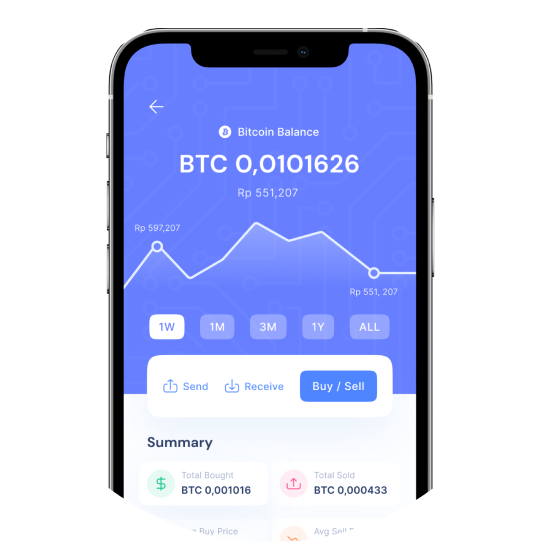 Bitcoin Balance
BTC 0,0101626
Rp 551,207
Rp 597,207
Rp 551, 207
1W 1M 3M 1Y ALL
Send Receive Buy / Sell
Summary
Total Bought Total Sold
BTC 0,001016 BTC 0,000433
Buy Price Avg Sell